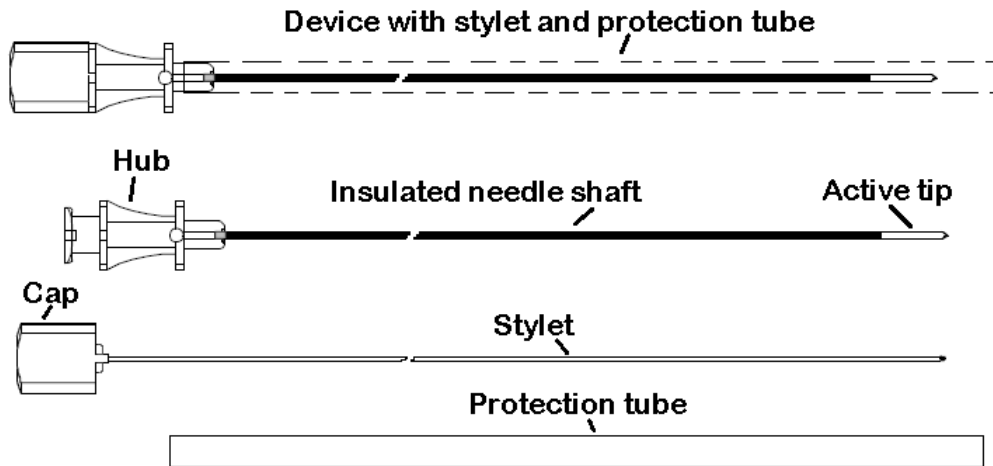 Device with stylet and protection tube
Hub
Insulated needle shaft
Active tip
Cap
Stylet
Protection tube